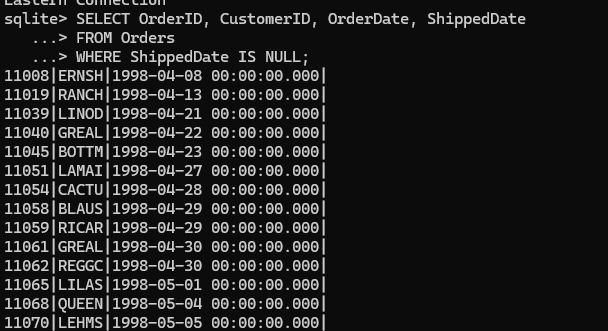 Eastern Connection
sqlite> SELECT OrderID, CustomerID, OrderDate, ShippedDate
   ...> FROM Orders
   ...> WHERE ShippedDate IS NULL;
11008|ERNSH|1998-04-08 00:00:00.000|
11019|RANCH|1998-04-13 00:00:00.000|
11039|LINOD|1998-04-21 00:00:00.000|
11040|GREAL|1998-04-22 00:00:00.000|
11045|BOTTM|1998-04-23 00:00:00.000|
11051|LAMAI|1998-04-27 00:00:00.000|
11054|CACTU|1998-04-28 00:00:00.000|
11058|BLAUS|1998-04-29 00:00:00.000|
11059|RICAR|1998-04-29 00:00:00.000|
11061|GREAL|1998-04-30 00:00:00.000|
11062|REGGC|1998-04-30 00:00:00.000|
11065|LILAS|1998-05-01 00:00:00.000|
11068|QUEEN|1998-05-04 00:00:00.000|
11070|LEHMS|1998-05-05 00:00:00.000|